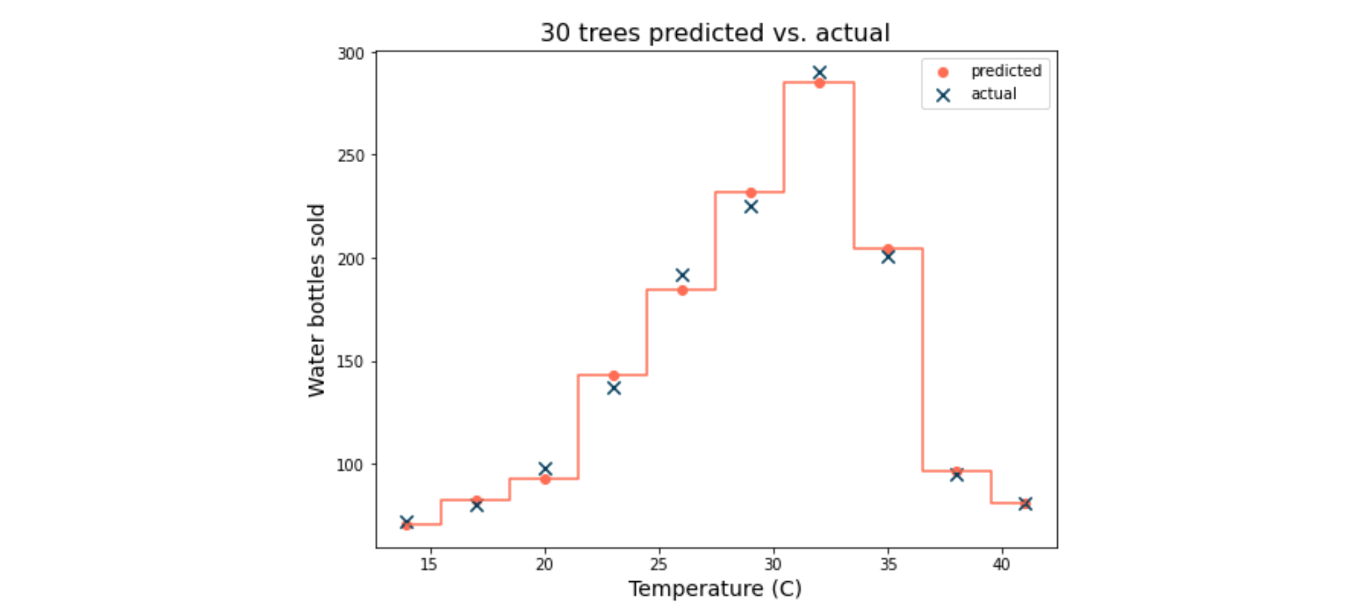 30 trees predicted vs. actual
300
250
200
150
100
Water bottles sold
predicted
actual
15 20 25 30 35 40
Temperature (C)